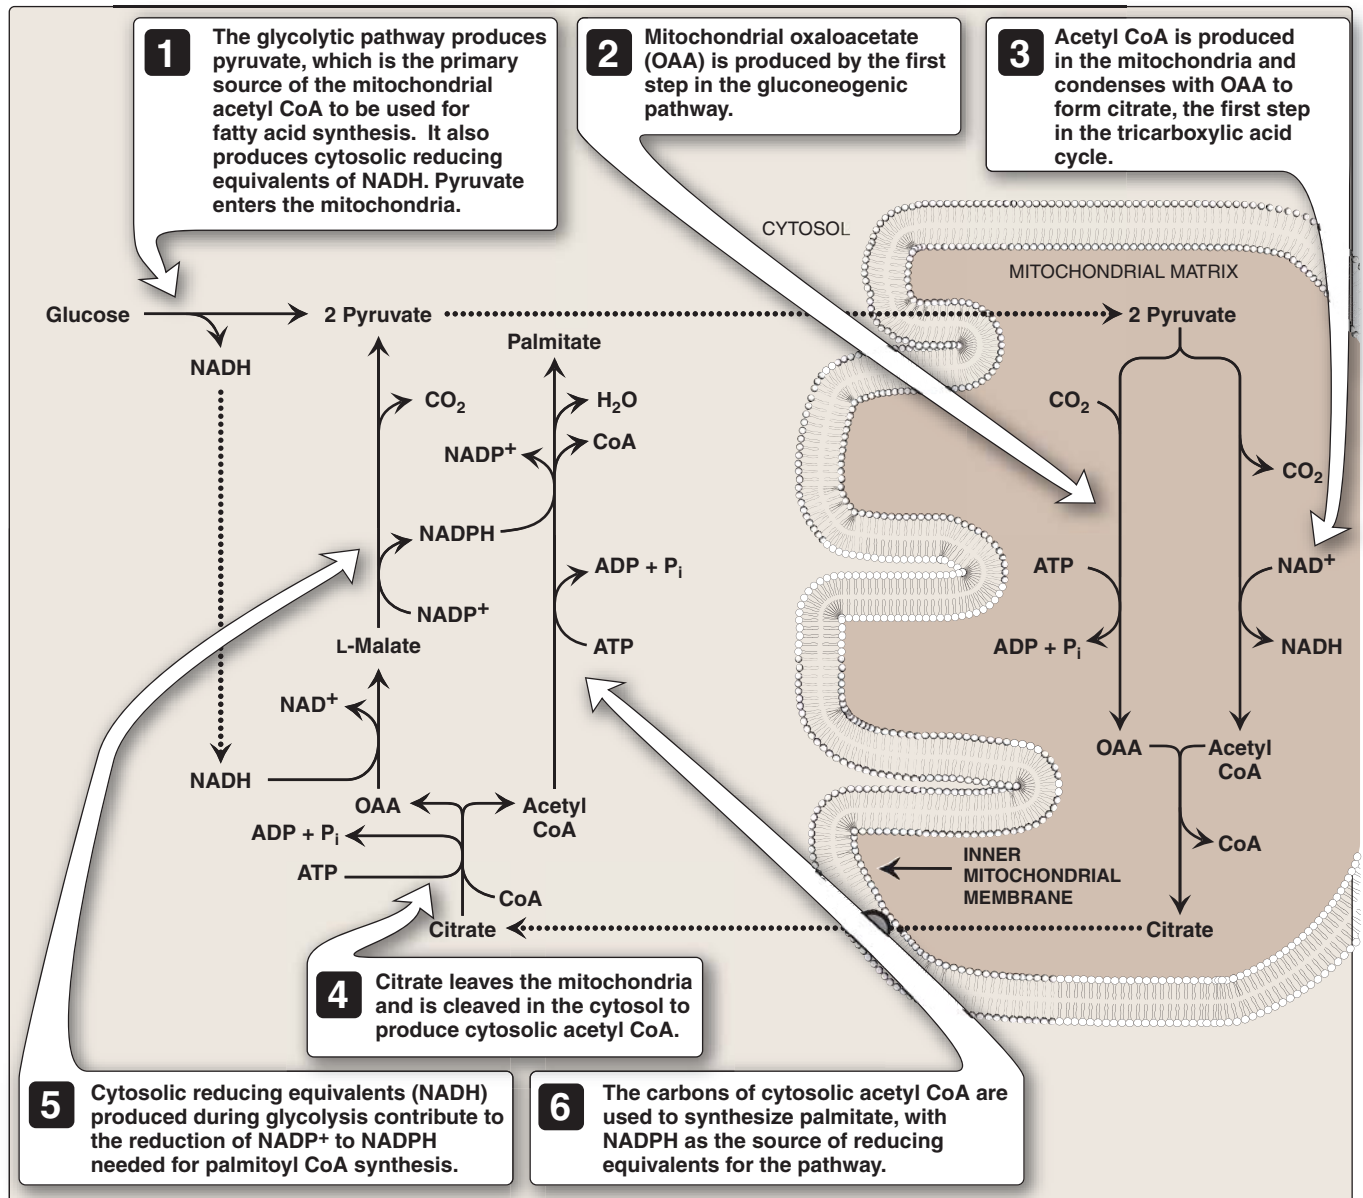 1
The glycolytic pathway produces
pyruvate, which is the primary
source of the mitochondrial
acetyl CoA to be used for
fatty acid synthesis.  It also
produces cytosolic reducing
equivalents of NADH. Pyruvate
enters the mitochondria.
2
Mitochondrial oxaloacetate
(OAA) is produced by the first
step in the gluconeogenic
pathway.
3
Acetyl CoA is produced
in the mitochondria and
condenses with OAA to
form citrate, the first step
in the tricarboxylic acid
cycle.
CYTOSOL
MITOCHONDRIAL MATRIX
Glucose
2 Pyruvate
2 Pyruvate
NADH
Palmitate
CO2
H2O
CO2
NADP+
CoA
CO2
NADPH
ADP + Pi
ATP
NAD+
NADP+
L-Malate
ATP
ADP + Pi
NADH
NAD+
NADH
OAA
Acetyl
CoA
OAA
Acetyl
CoA
ADP + Pi
ATP
CoA
CoA
INNER
MITOCHONDRIAL
MEMBRANE
Citrate
Citrate
4
Citrate leaves the mitochondria
and is cleaved in the cytosol to
produce cytosolic acetyl CoA.
5
Cytosolic reducing equivalents (NADH)
produced during glycolysis contribute to
the reduction of NADP+ to NADPH
needed for palmitoyl CoA synthesis.
6
The carbons of cytosolic acetyl CoA are
used to synthesize palmitate, with
NADPH as the source of reducing
equivalents for the pathway.